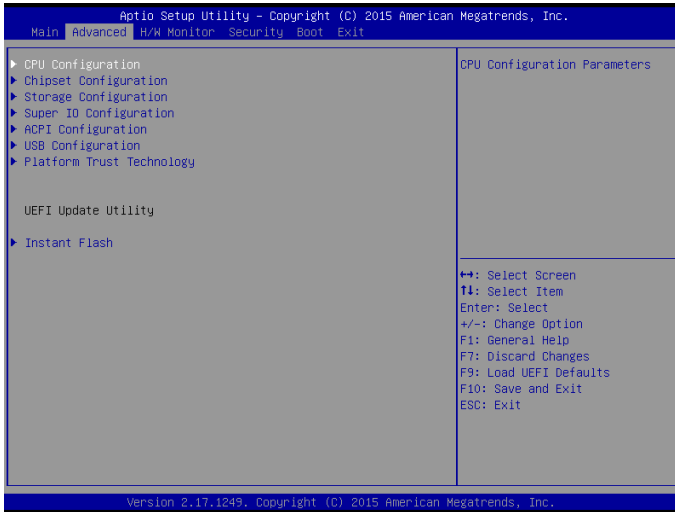 Aptio Setup Utility – Copyright (C) 2015 American Megatrends, Inc.
Main Advanced H/W Monitor Security Boot Exit
▶ CPU Configuration
▶ Chipset Configuration
▶ Storage Configuration
▶ Super IO Configuration
▶ ACPI Configuration
▶ USB Configuration
▶ Platform Trust Technology
UEFI Update Utility
▶ Instant Flash
CPU Configuration Parameters
↔: Select Screen
↑↓: Select Item
Enter: Select
+/-: Change Option
F1: General Help
F7: Discard Changes
F9: Load UEFI Defaults
F10: Save and Exit
ESC: Exit
Version 2.17.1249. Copyright (C) 2015 American Megatrends, Inc.